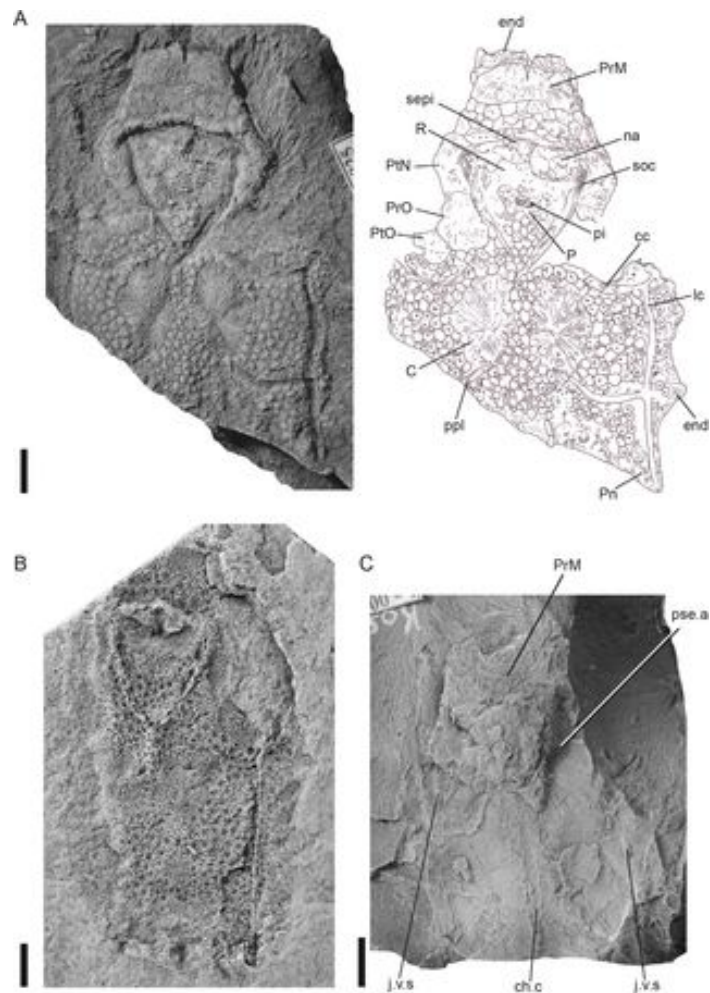 A
end
PrM
sepi
R
na
PtN
soc
PrO
pi
PtO
P
cc
lc
C
ppl
end
Pn
B
C
PrM
pse.a
j.v.s
ch.c
j.v.s